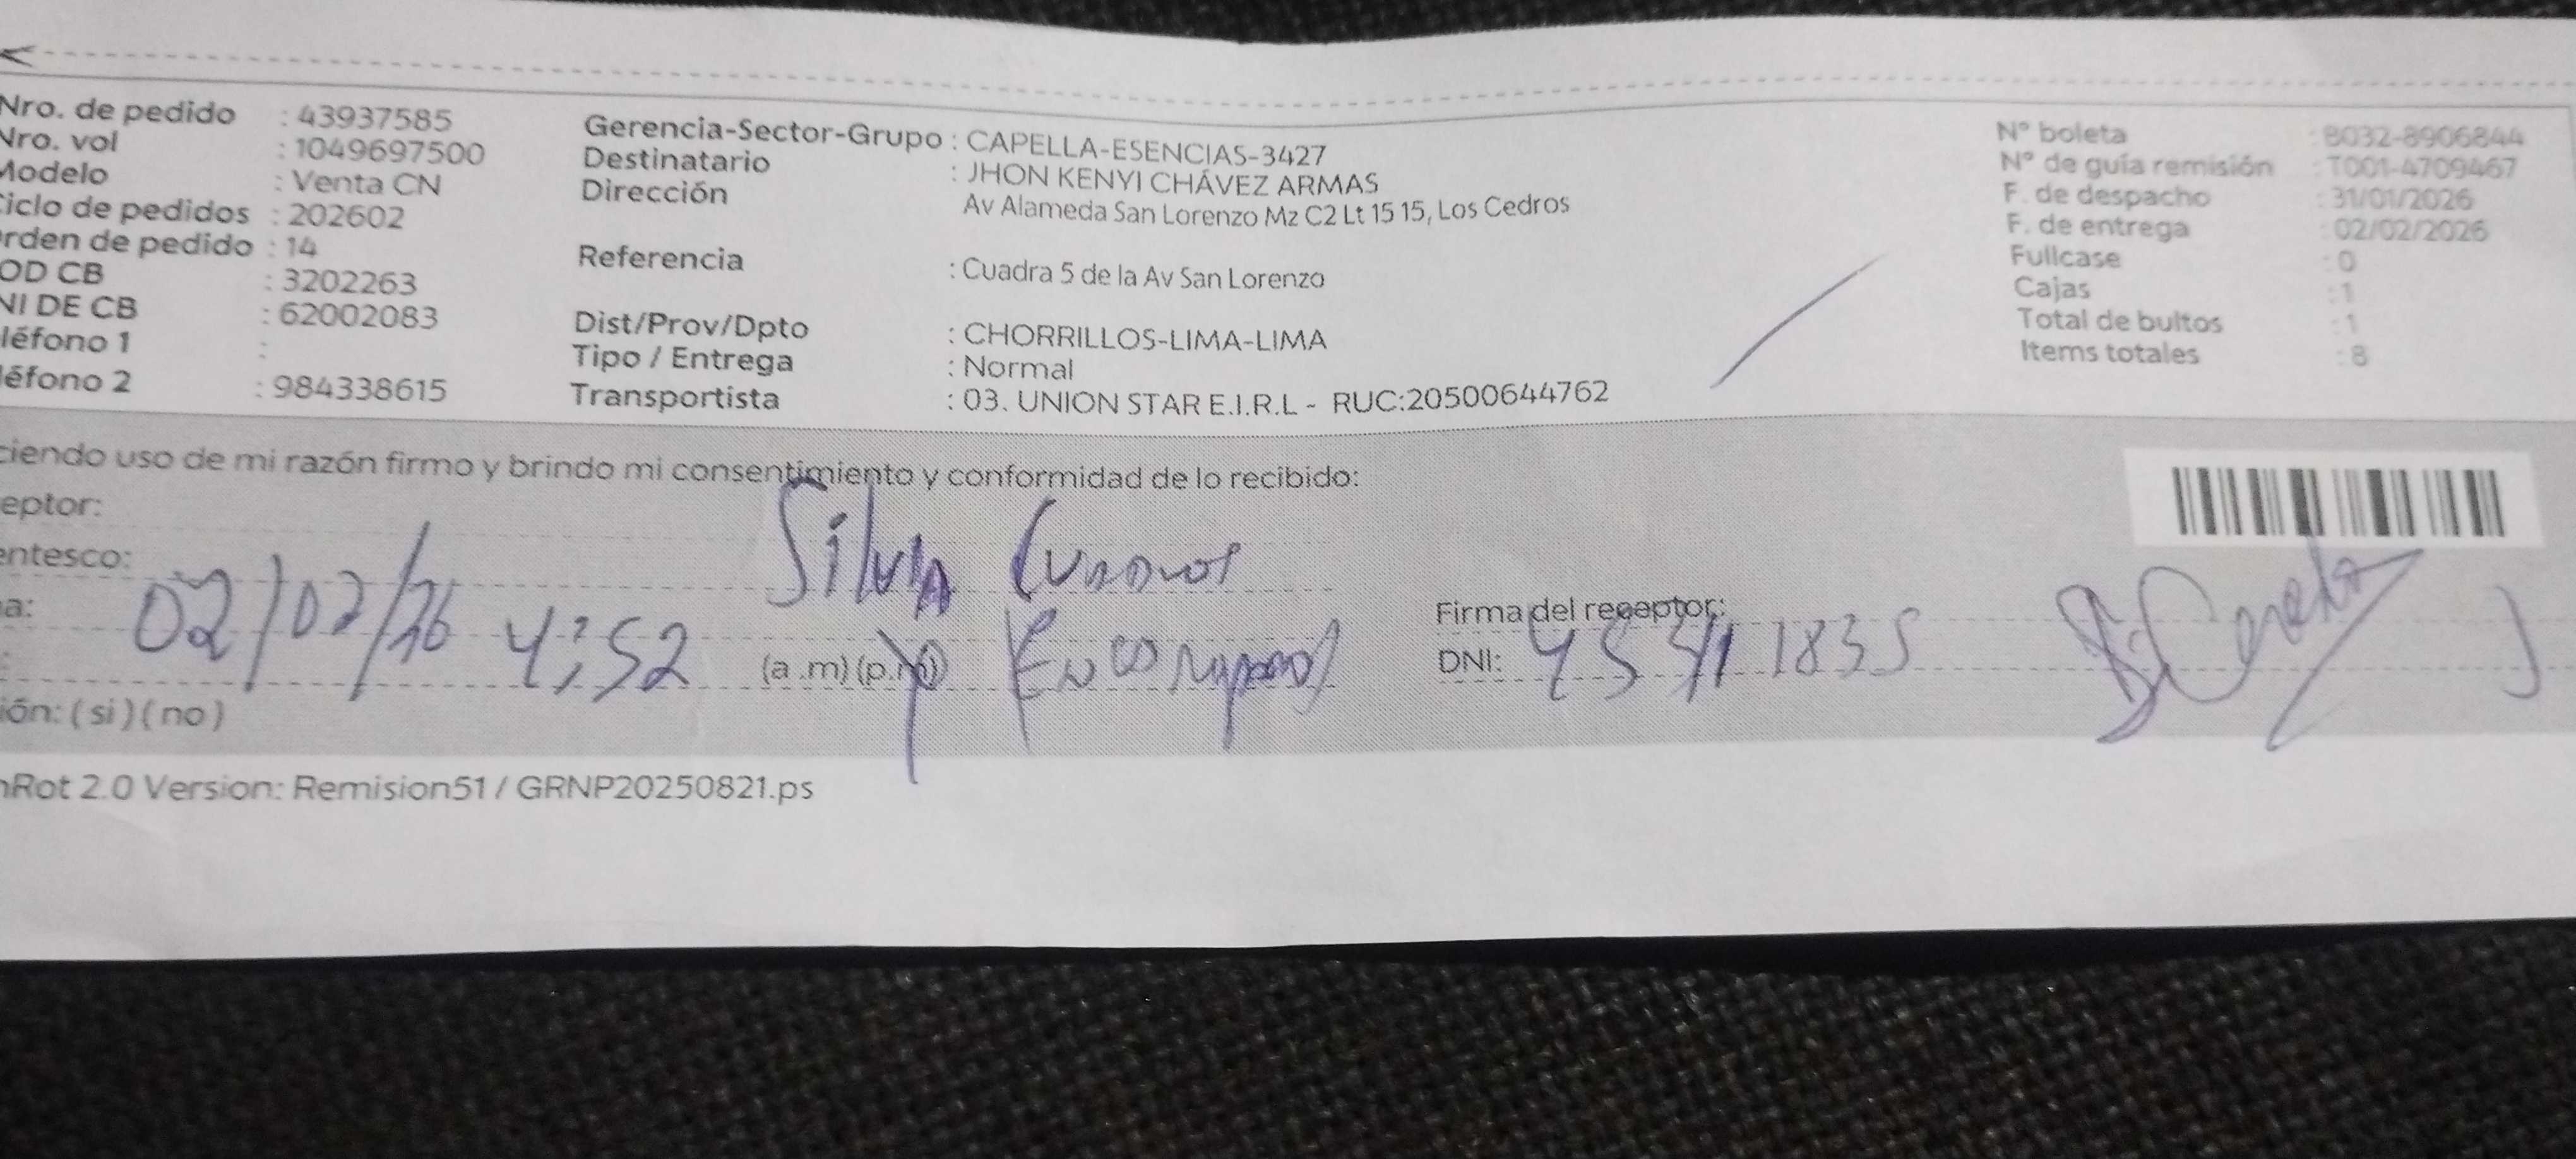 Nro. de pedido : 43937585
Nro. vol : 1049697500
Modelo : Venta CN
Ciclo de pedidos : 202602
rden de pedido : 14
OD CB : 3202263
NI DE CB : 62002083
léfono 1 :
léfono 2 : 984338615
Gerencia-Sector-Grupo : CAPELLA-ESENCIAS-3427
Destinatario : JHON KENYI CHÁVEZ ARMAS
Dirección Av Alameda San Lorenzo Mz C2 Lt 15 15, Los Cedros
Referencia : Cuadra 5 de la Av San Lorenzo
Dist/Prov/Dpto : CHORRILLOS-LIMA-LIMA
Tipo / Entrega : Normal
Transportista : 03. UNION STAR E.I.R.L - RUC:20500644762
N° boleta : B032-8906844
N° de guía remisión : T001-4709467
F. de despacho : 31/01/2026
F. de entrega : 02/02/2026
Fullcase : 0
Cajas : 1
Total de bultos : 1
Items totales : 8
ciendo uso de mi razón firmo y brindo mi consentimiento y conformidad de lo recibido:
eptor: Silvia
entesco:
a: 02/02/26 4:52 (a .m) (p.m)
Firma del receptor:
DNI:
ión: ( si ) ( no )
nRot 2.0 Version: Remision51 / GRNP20250821.ps